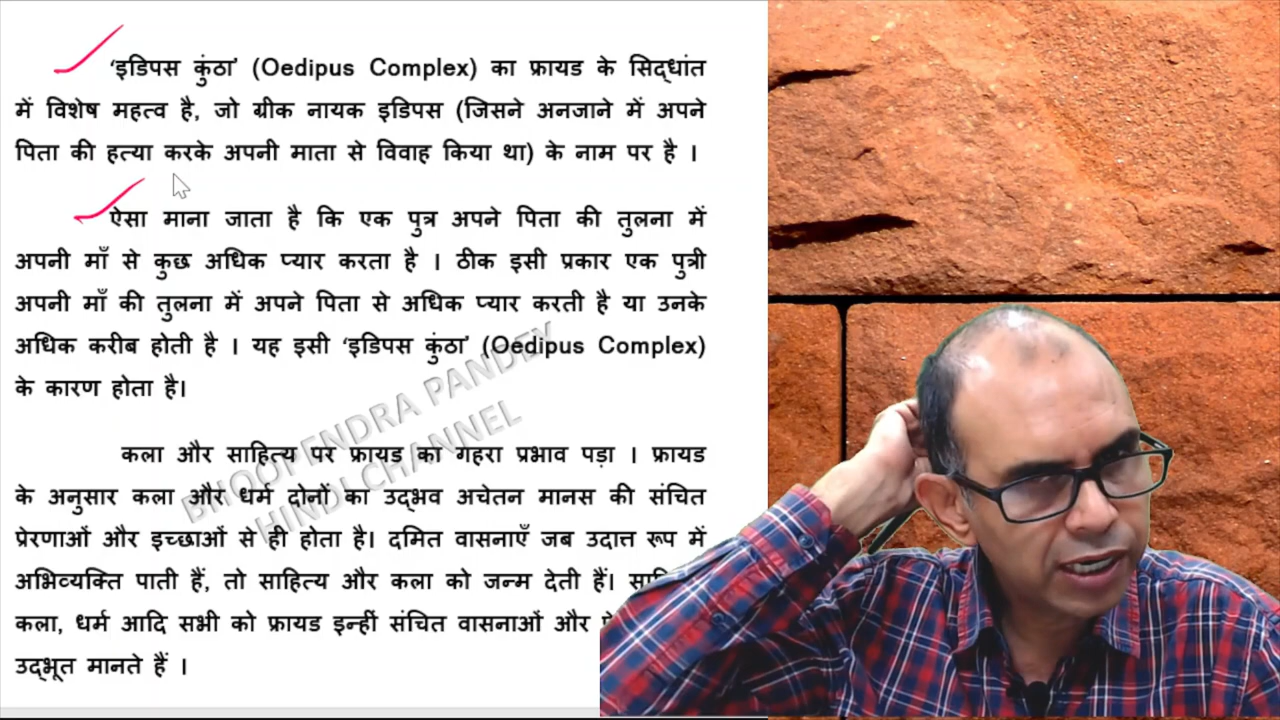 ‘इडिपस कुंठा’ (Oedipus Complex) का फ्रायड के सिद्धांत
में विशेष महत्व है, जो ग्रीक नायक इडिपस (जिसने अनजाने में अपने
पिता की हत्या करके अपनी माता से विवाह किया था) के नाम पर है ।
ऐसा माना जाता है कि एक पुत्र अपने पिता की तुलना में
अपनी माँ से कुछ अधिक प्यार करता है । ठीक इसी प्रकार एक पुत्री
अपनी माँ की तुलना में अपने पिता से अधिक प्यार करती है या उनके
अधिक करीब होती है । यह इसी ‘इडिपस कुंठा’ (Oedipus Complex)
के कारण होता है।
कला और साहित्य पर फ्रायड का गहरा प्रभाव पड़ा । फ्रायड
के अनुसार कला और धर्म दोनों का उद्भव अचेतन मानस की संचित
प्रेरणाओं और इच्छाओं से ही होता है। दमित वासनाएँ जब उदात्त रूप में
अभिव्यक्ति पाती हैं, तो साहित्य और कला को जन्म देती हैं।
कला, धर्म आदि सभी को फ्रायड इन्हीं संचित वासनाओं और
उद्भूत मानते हैं ।
BHOOPENDRA PANDEY
HINDI CHANNEL